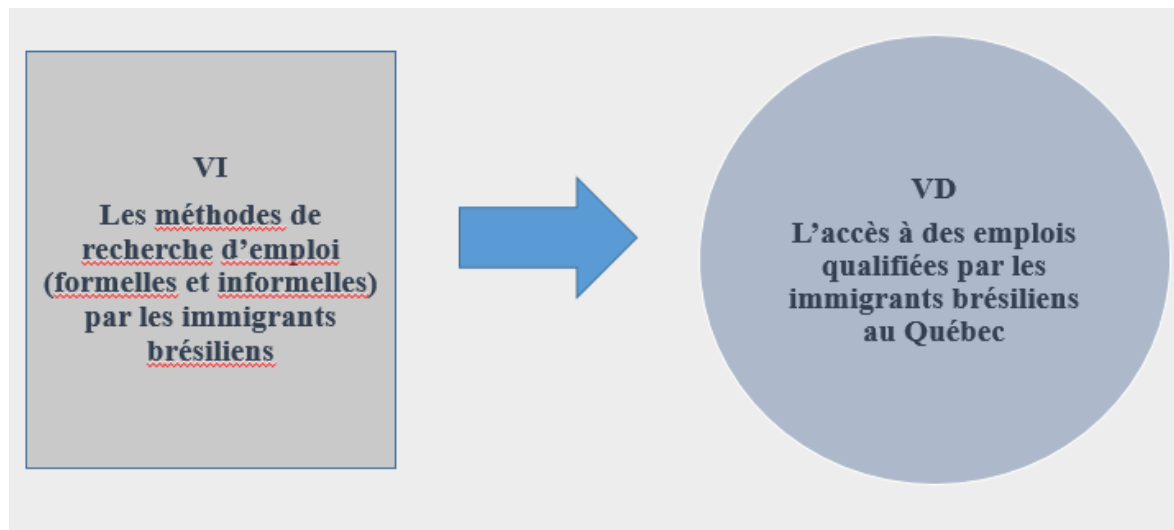 VI
Les méthodes de
recherche d’emploi
(formelles et informelles)
par les immigrants
brésiliens
VD
L’accès à des emplois
qualifiées par les
immigrants brésiliens
au Québec